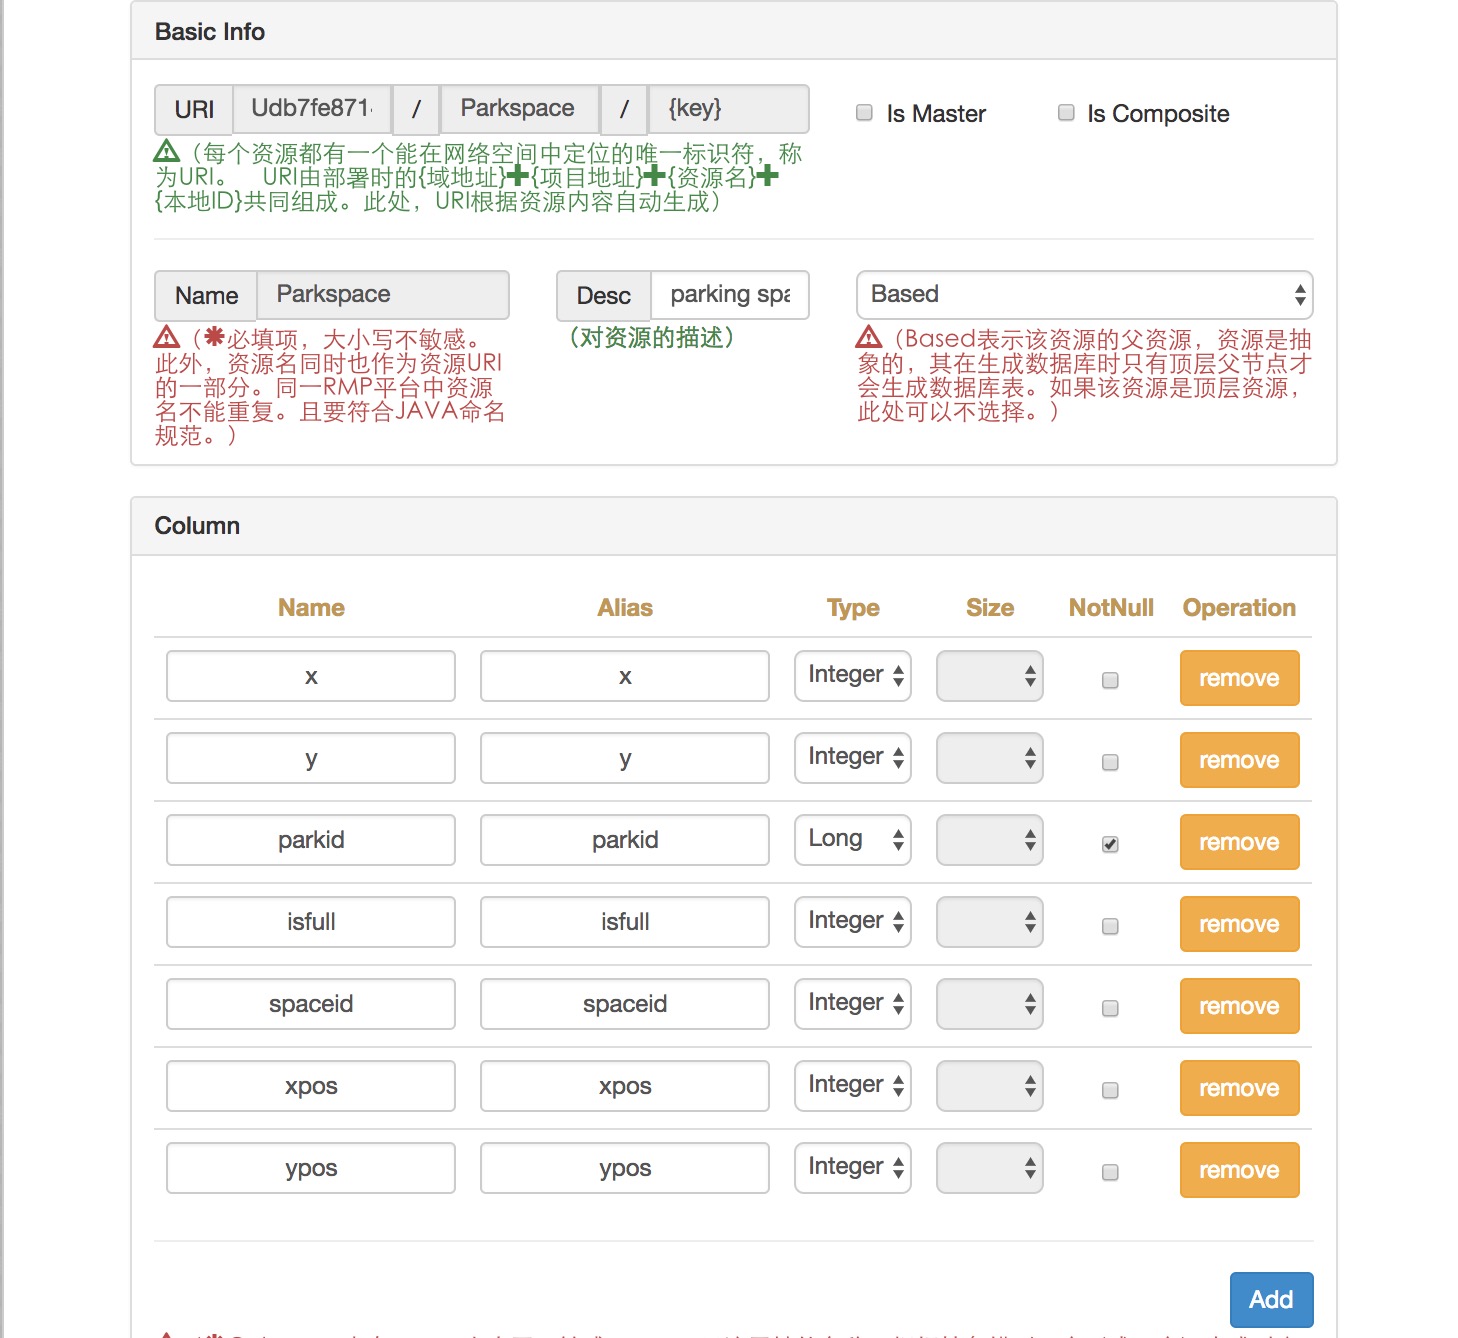 Basic Info
URI Udb7fe871 / Parkspace / {key} Is Master Is Composite
（每个资源都有一个能在网络空间中定位的唯一标识符，称
为URI。 URI由部署时的{域地址}+{项目地址}+{资源名}+
{本地ID}共同组成。此处，URI根据资源内容自动生成）
Name Parkspace Desc parking spa Based
（*必填项，大小写不敏感。
此外，资源名同时也作为资源URI
的一部分。同一RMP平台中资源
名不能重复。且要符合JAVA命名
规范。）
（对资源的描述）
（Based表示该资源的父资源，资源是抽
象的，其在生成数据库时只有顶层父节点才
会生成数据库表。如果该资源是顶层资源，
此处可以不选择。）
Column
Name Alias Type Size NotNull Operation
x x Integer remove
y y Integer remove
parkid parkid Long remove
isfull isfull Integer remove
spaceid spaceid Integer remove
xpos xpos Integer remove
ypos ypos Integer remove
Add